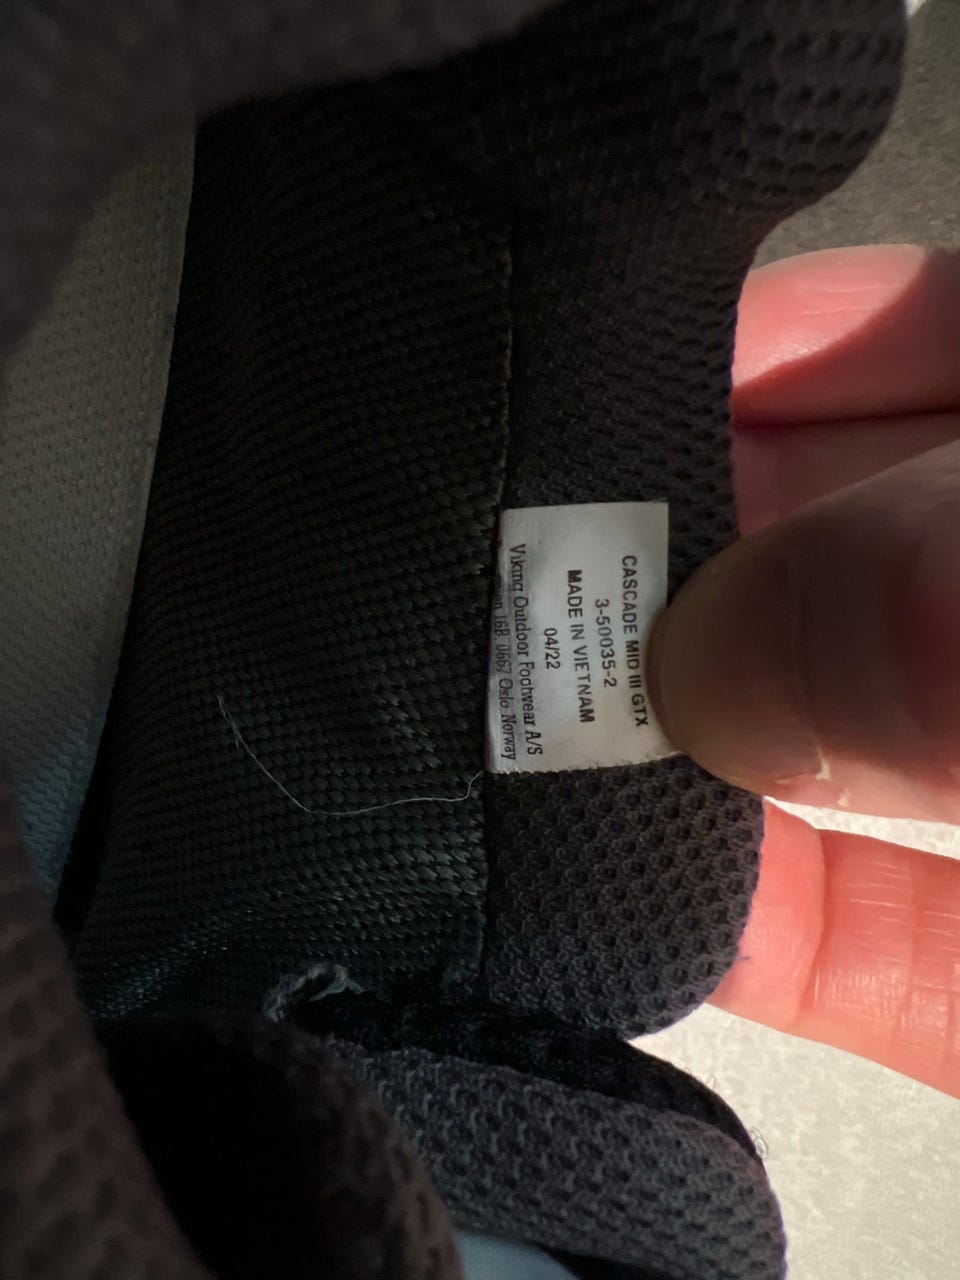 CASCADE MID III GTX
3-50035-2
MADE IN VIETNAM
04/22
Viking Outdoor Footwear A/S
16B, 0667 Oslo Norway